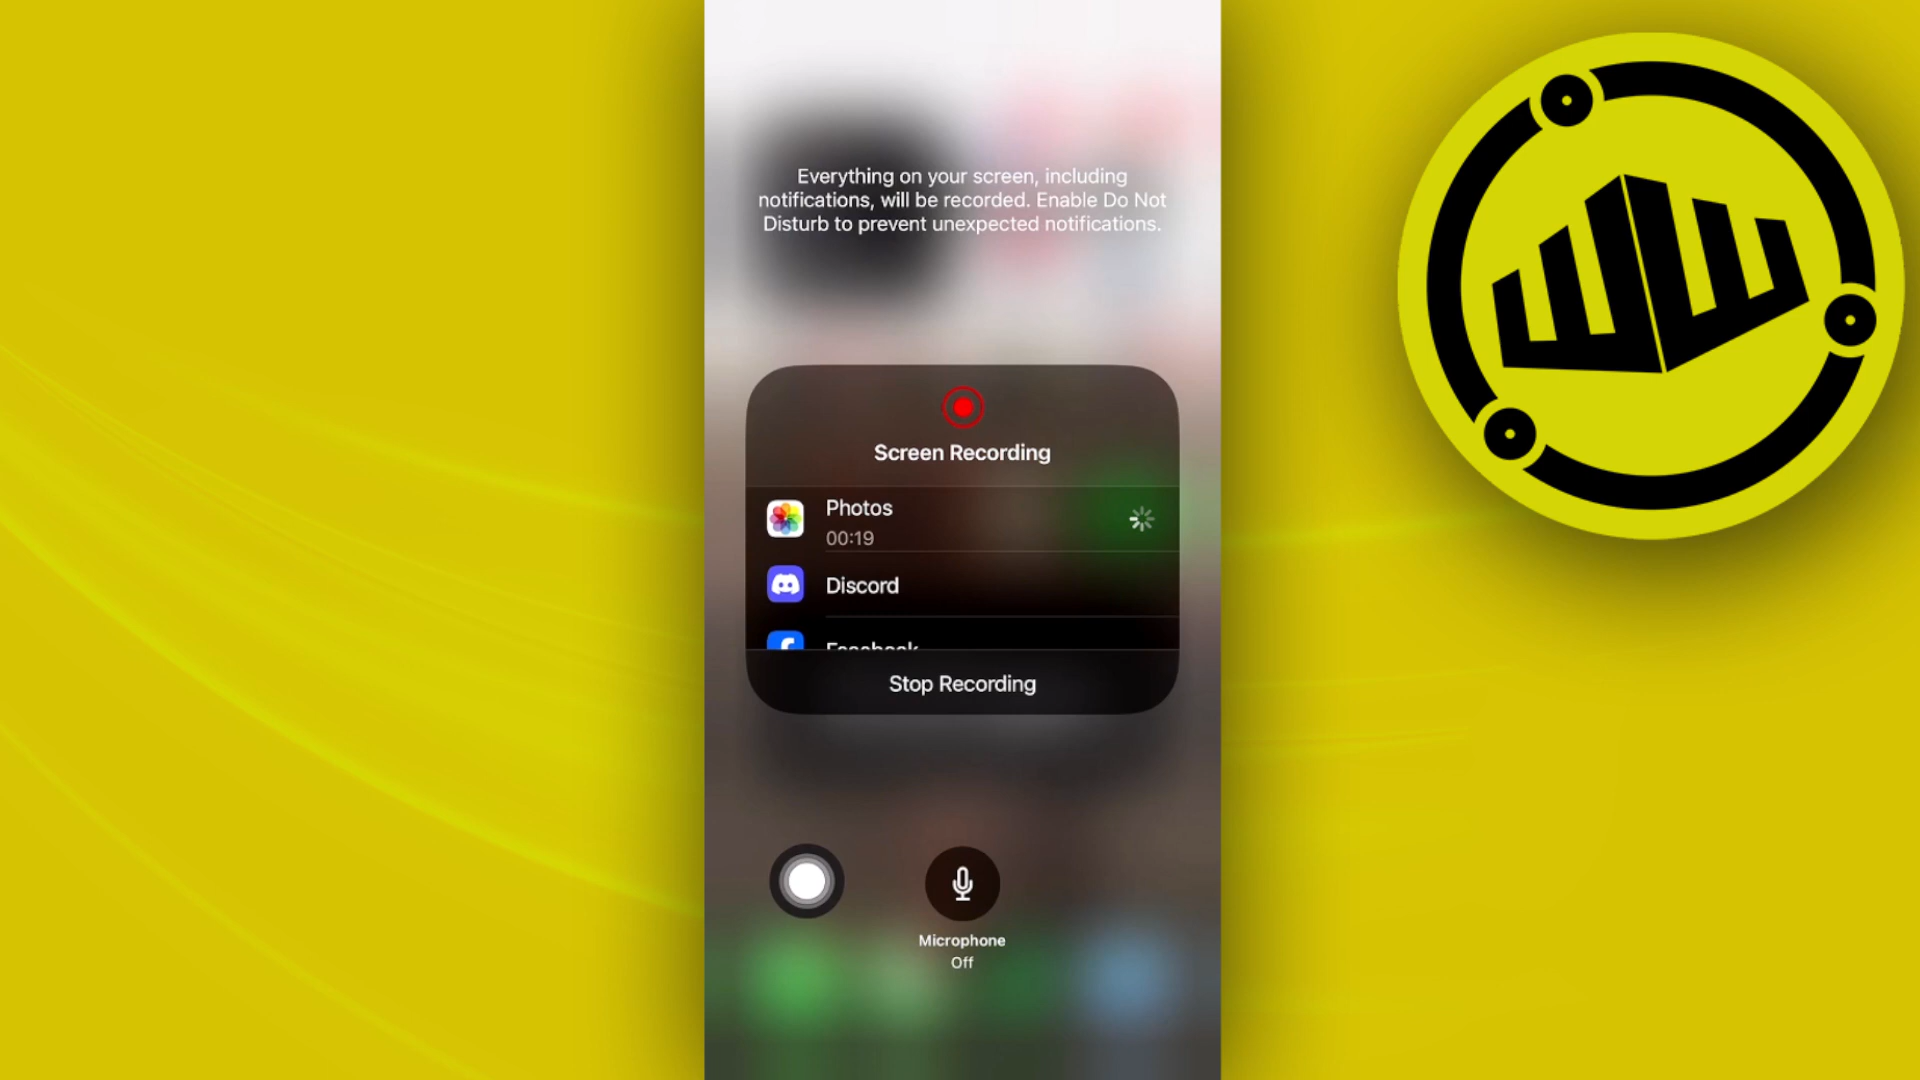 Everything on your screen, including
notifications, will be recorded. Enable Do Not
Disturb to prevent unexpected notifications.
Screen Recording
Photos
00:19
Discord
Facebook
Stop Recording
Microphone
Off